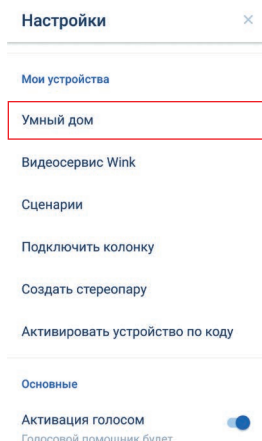 Настройки
Мои устройства
Умный дом
Видеосервис Wink
Сценарии
Подключить колонку
Создать стереопару
Активировать устройство по коду
Основные
Активация голосом
Голосовой помощник будет